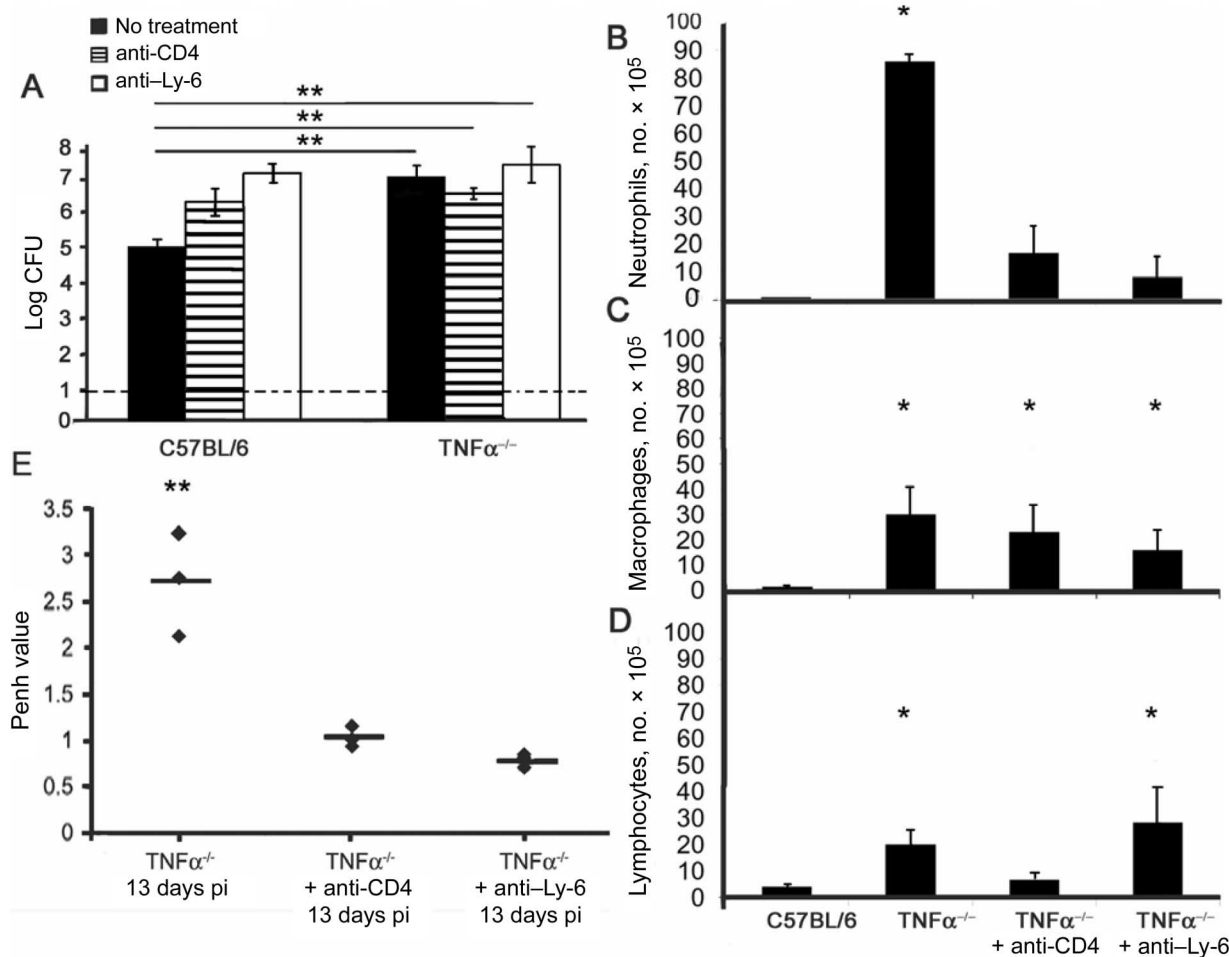 No treatment
anti-CD4
anti–Ly-6
A
**
**
**
8
7
6
5
4
3
2
1
0
Log CFU
C57BL/6
TNFα⁻/⁻
B
*
100
90
80
70
60
50
40
30
20
10
0
Neutrophils, no. × 10⁵
C
100
90
80
70
60
50
40
30
20
10
0
Macrophages, no. × 10⁵
*
*
*
D
100
90
80
70
60
50
40
30
20
10
0
Lymphocytes, no. × 10⁵
*
*
C57BL/6
TNFα⁻/⁻
TNFα⁻/⁻
+ anti-CD4
TNFα⁻/⁻
+ anti–Ly-6
E
**
3.5
3
2.5
2
1.5
1
0.5
0
Penh value
TNFα⁻/⁻
13 days pi
TNFα⁻/⁻
+ anti-CD4
13 days pi
TNFα⁻/⁻
+ anti–Ly-6
13 days pi